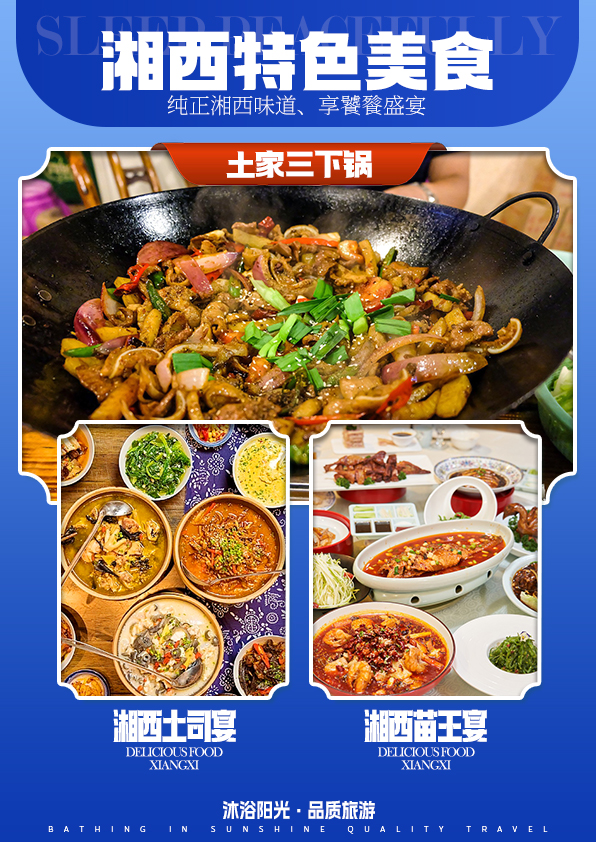 SLEEP PEACEFULLY
湘西特色美食
纯正湘西味道、享饕餮盛宴
土家三下锅
湘西土司宴
DELICIOUS FOOD
XIANGXI
湘西苗王宴
DELICIOUS FOOD
XIANGXI
沐浴阳光·品质旅游
BATHING IN SUNSHINE QUALITY TRAVEL